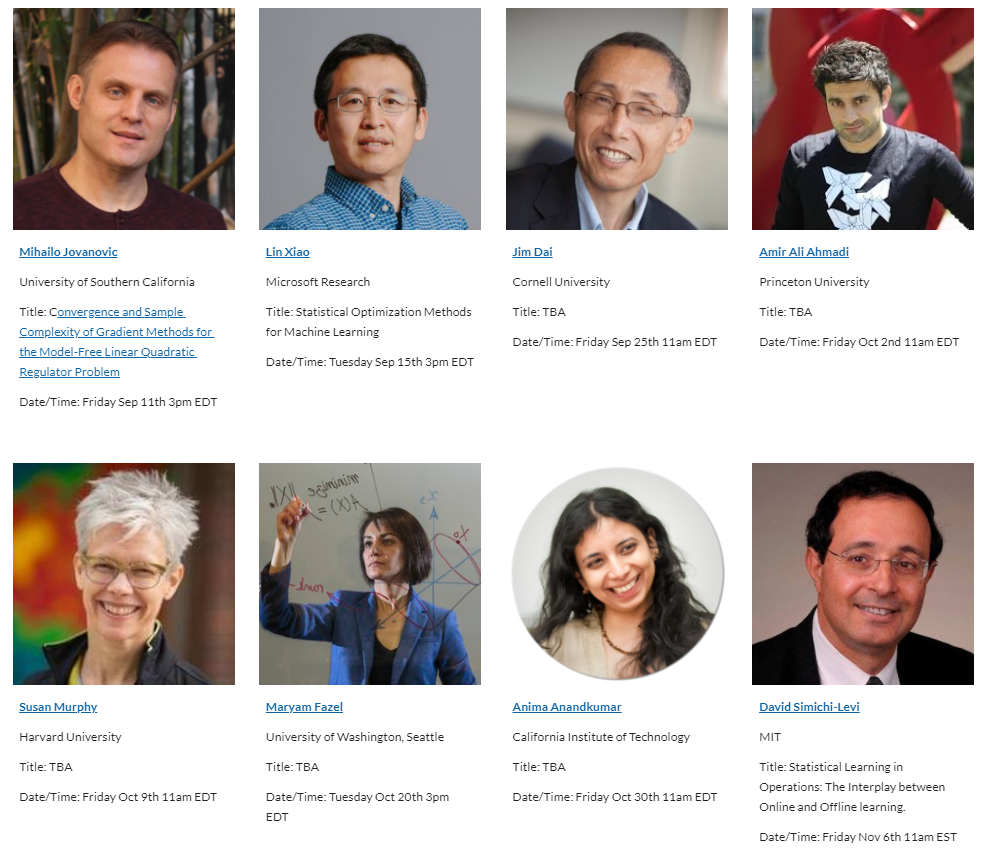 Mihailo Jovanovic
University of Southern California
Title: Convergence and Sample
Complexity of Gradient Methods for
the Model-Free Linear Quadratic
Regulator Problem
Date/Time: Friday Sep 11th 3pm EDT
Lin Xiao
Microsoft Research
Title: Statistical Optimization Methods
for Machine Learning
Date/Time: Tuesday Sep 15th 3pm EDT
Jim Dai
Cornell University
Title: TBA
Date/Time: Friday Sep 25th 11am EDT
Amir Ali Ahmadi
Princeton University
Title: TBA
Date/Time: Friday Oct 2nd 11am EDT
Susan Murphy
Harvard University
Title: TBA
Date/Time: Friday Oct 9th 11am EDT
minimize ||X||*
A(X) =
Maryam Fazel
University of Washington, Seattle
Title: TBA
Date/Time: Tuesday Oct 20th 3pm
EDT
Anima Anandkumar
California Institute of Technology
Title: TBA
Date/Time: Friday Oct 30th 11am EDT
David Simichi-Levi
MIT
Title: Statistical Learning in
Operations: The Interplay between
Online and Offline learning.
Date/Time: Friday Nov 6th 11am EST